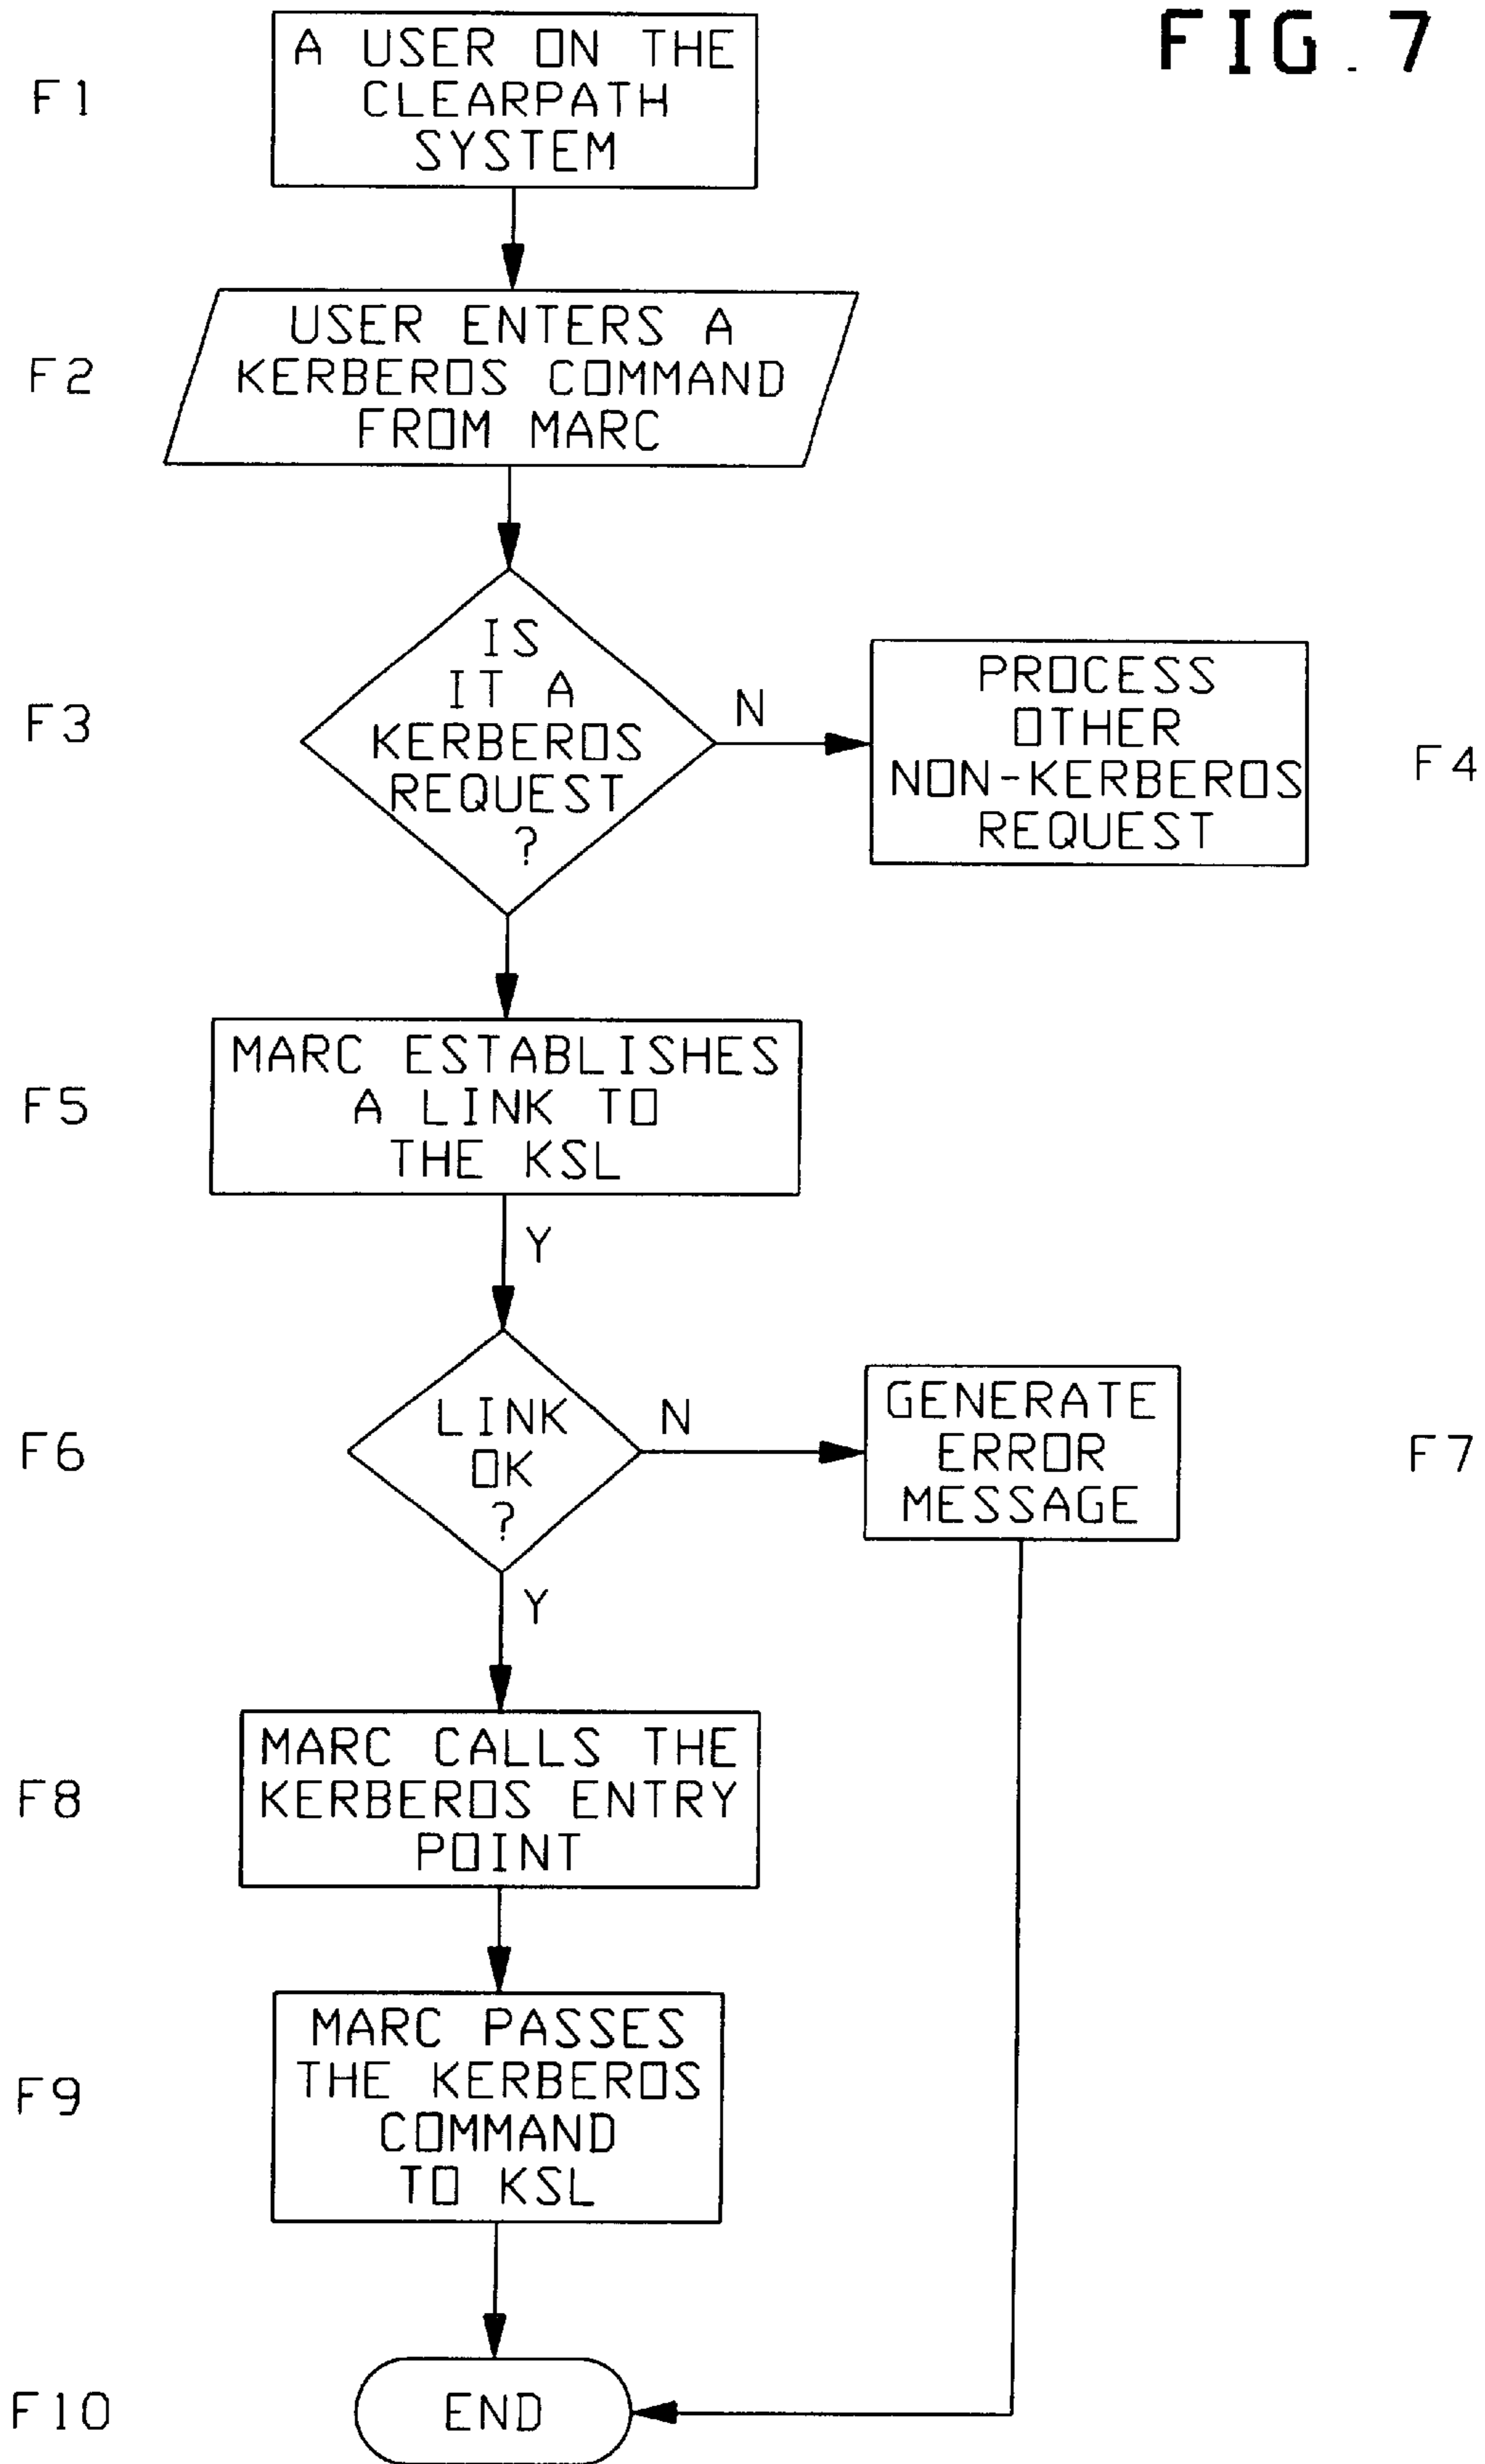 FIG. 7
F1
A USER ON THE
CLEARPATH
SYSTEM
F2
USER ENTERS A
KERBEROS COMMAND
FROM MARC
F3
IS
IT A
KERBEROS
REQUEST
?
N
PROCESS
OTHER
NON-KERBEROS
REQUEST
F4
F5
MARC ESTABLISHES
A LINK TO
THE KSL
Y
F6
LINK
OK
?
N
GENERATE
ERROR
MESSAGE
F7
Y
F8
MARC CALLS THE
KERBEROS ENTRY
POINT
F9
MARC PASSES
THE KERBEROS
COMMAND
TO KSL
F10
END